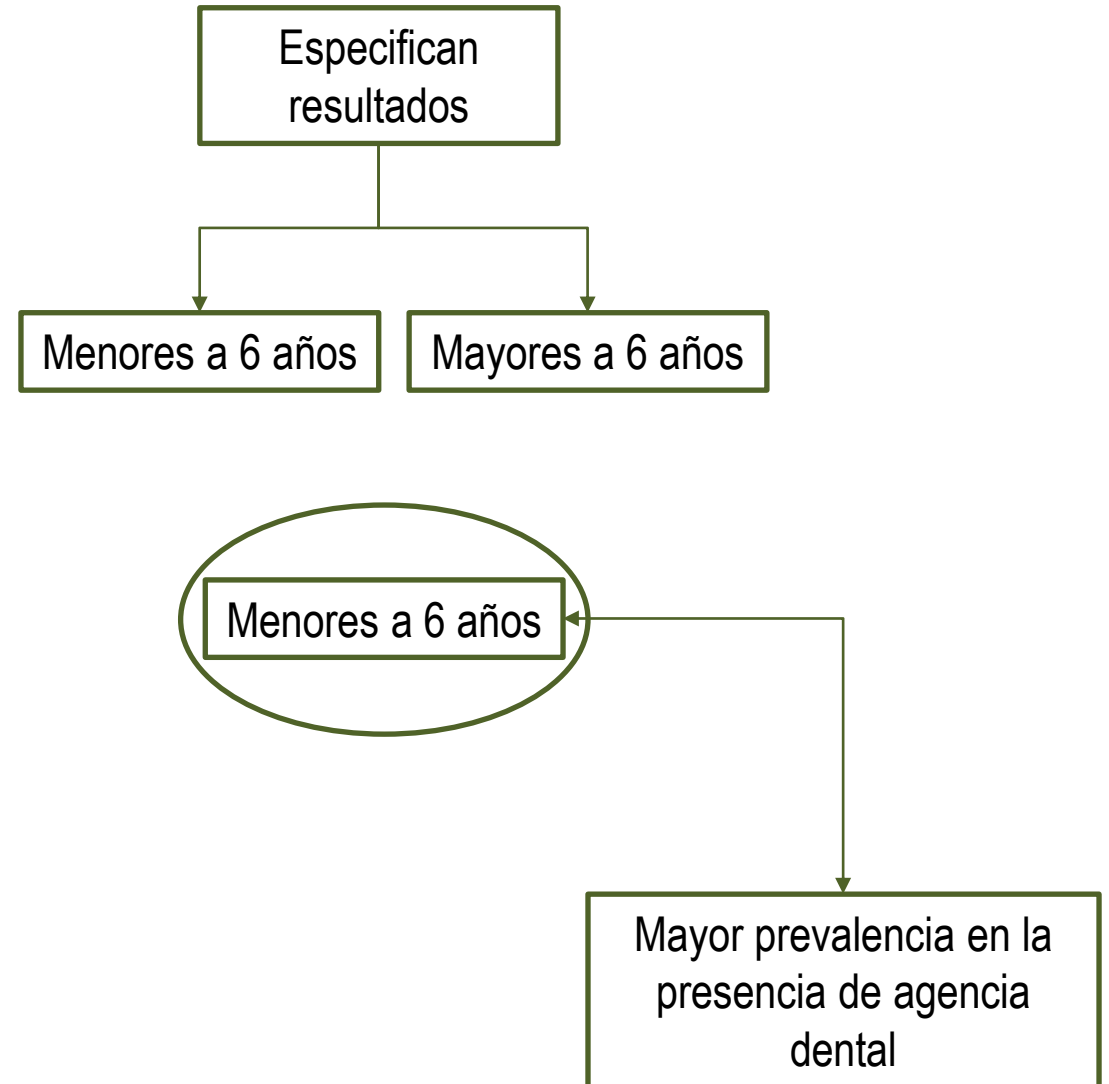 Especifican
resultados
Menores a 6 años
Mayores a 6 años
Menores a 6 años
Mayor prevalencia en la
presencia de agencia
dental